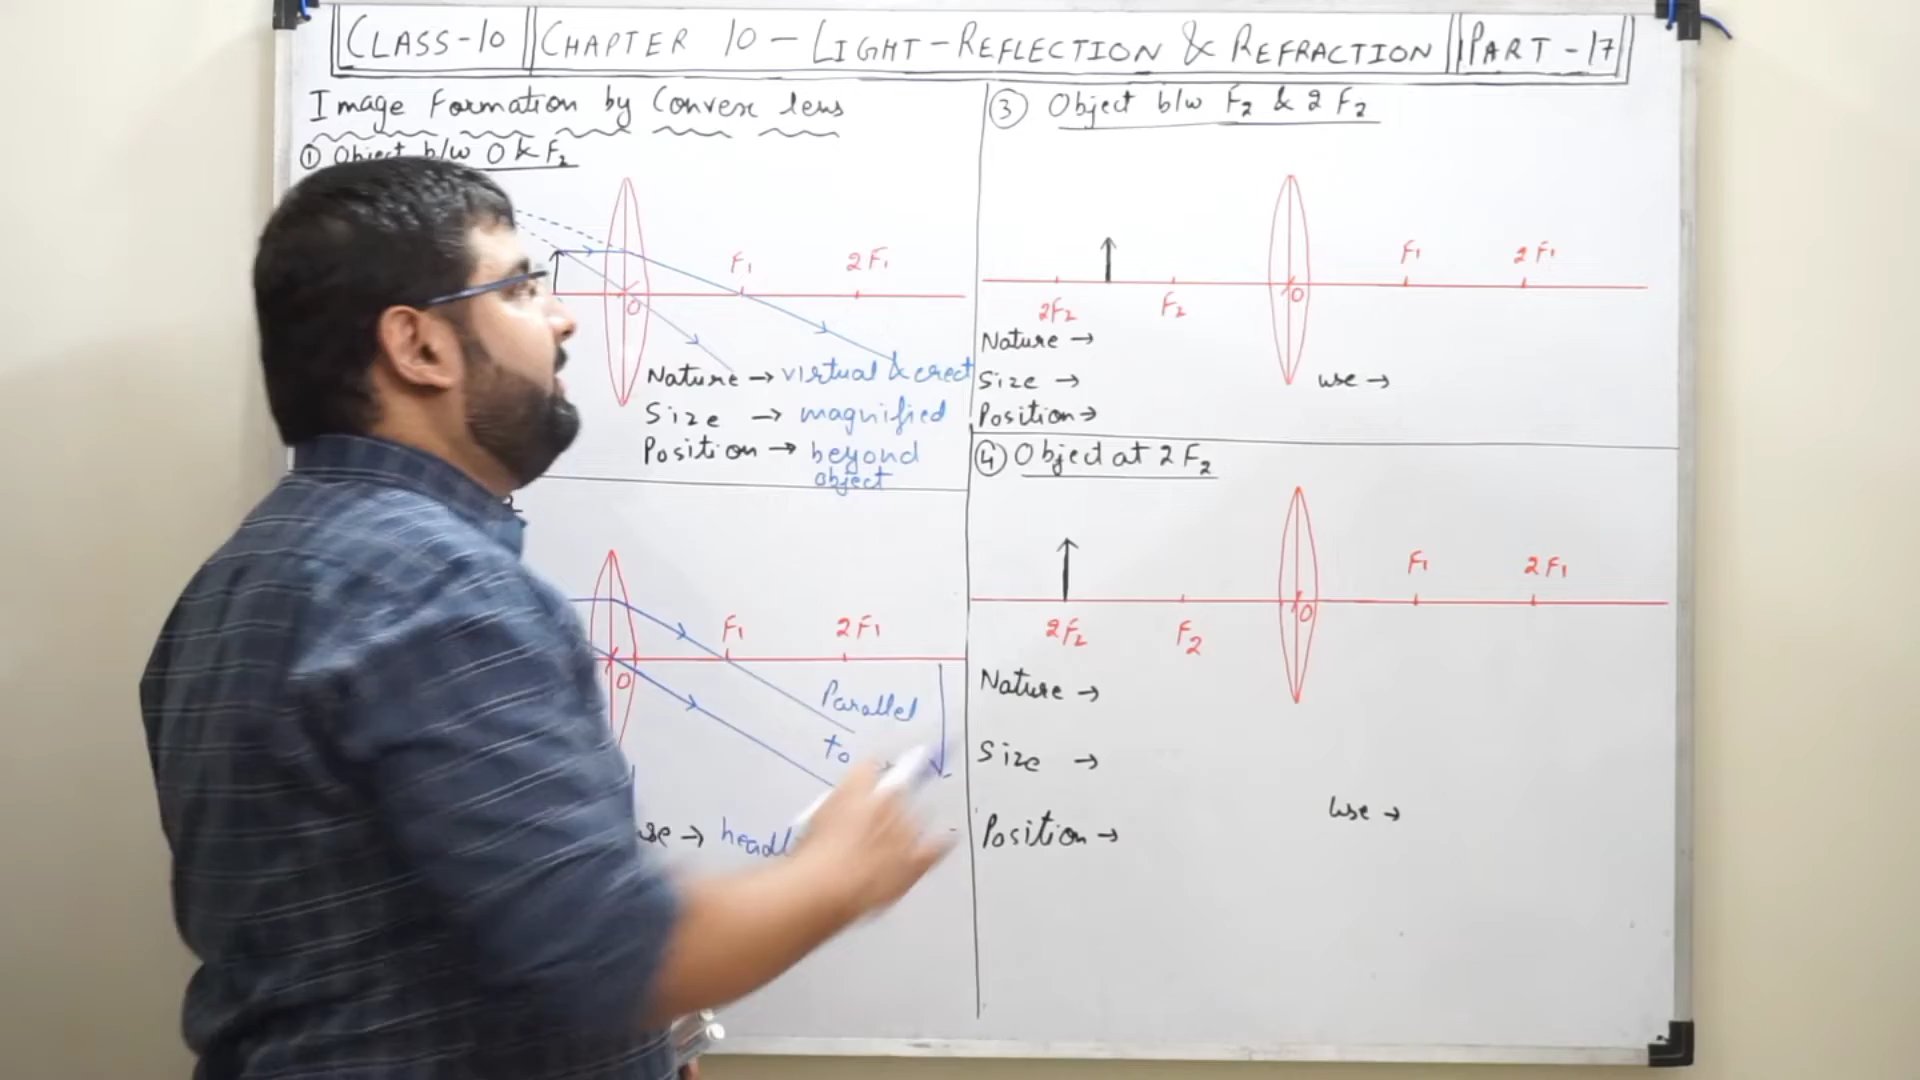 CLASS-10 CHAPTER 10 - LIGHT-REFLECTION & REFRACTION PART-17
Image Formation by Convex lens
① Object b/w O & F2
F1 2F1
O
Nature → virtual & erect
Size → magnified
Position → beyond
object
F1 2F1
O
Parallel
to
→
③ Object b/w F2 & 2F2
F1 2F1
O
2F2 F2
Nature →
Size → use →
Position →
④ Object at 2F2
F1 2F1
O
2F2 F2
Nature →
Size →
use →
Position →